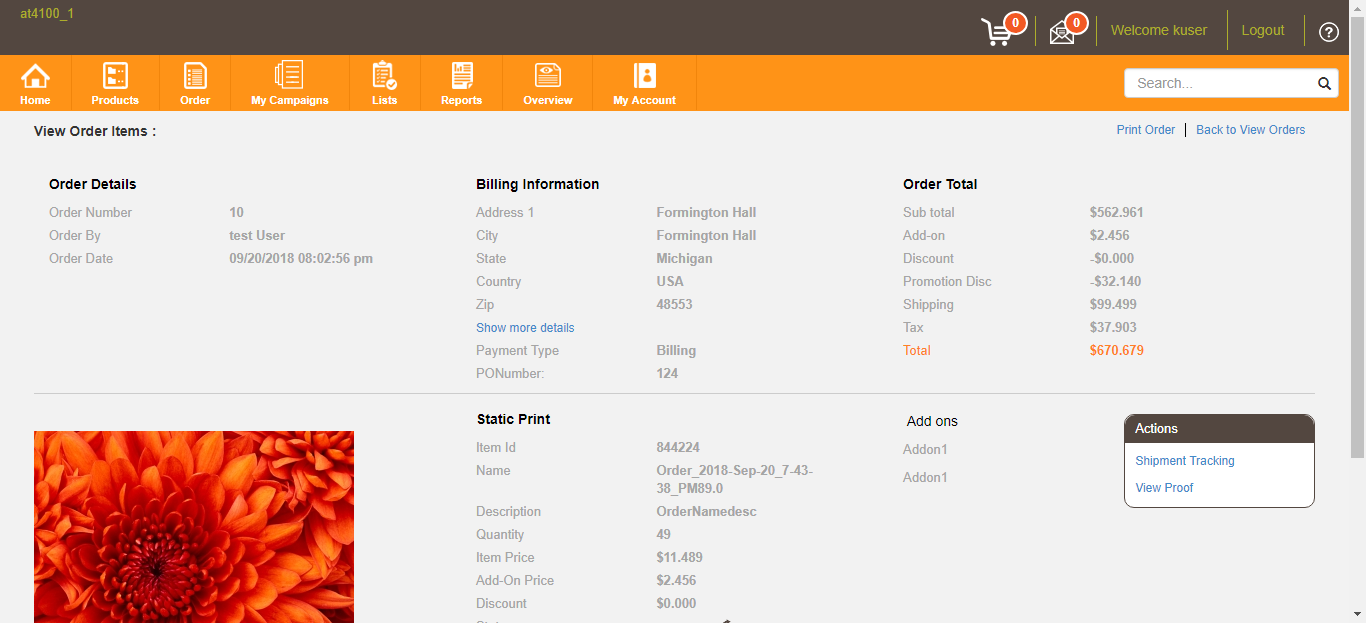 at4100_1
0
0
Welcome kuser
Logout
?
Home
Products
Order
My Campaigns
Lists
Reports
Overview
My Account
Search...
View Order Items :
Print Order
Back to View Orders
Order Details
Order Number 10
Order By test User
Order Date 09/20/2018 08:02:56 pm
Billing Information
Address 1 Formington Hall
City Formington Hall
State Michigan
Country USA
Zip 48553
Show more details
Payment Type Billing
PONumber: 124
Order Total
Sub total $562.961
Add-on $2.456
Discount -$0.000
Promotion Disc -$32.140
Shipping $99.499
Tax $37.903
Total $670.679
Static Print
Item Id 844224
Name Order_2018-Sep-20_7-43-
38_PM89.0
Description OrderNamedesc
Quantity 49
Item Price $11.489
Add-On Price $2.456
Discount $0.000
Add ons
Addon1
Addon1
Actions
Shipment Tracking
View Proof